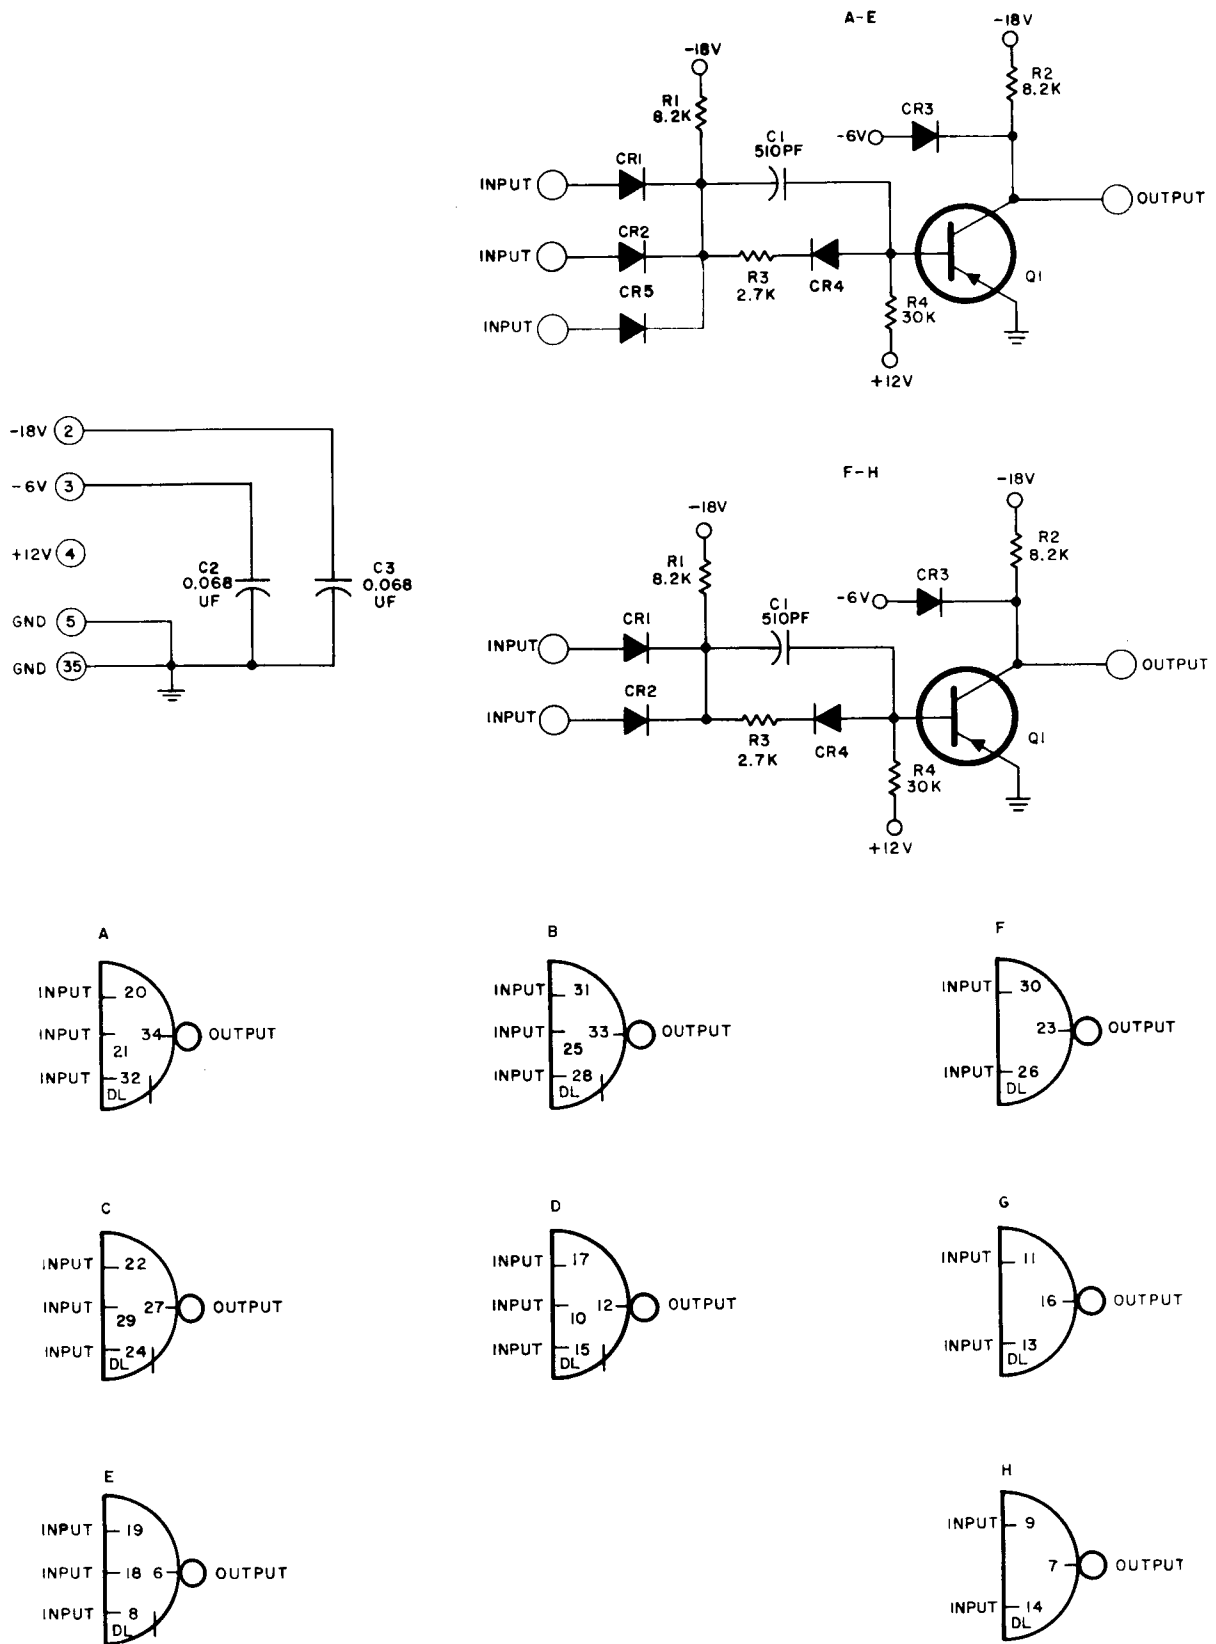 A-E
-18V
R1
8.2K
-18V
R2
8.2K
CR3
-6V
C1
510PF
CR1
INPUT
CR2
INPUT
CR5
INPUT
R3
2.7K
CR4
R4
30K
+12V
Q1
OUTPUT
-18V 2
-6V 3
+12V 4
GND 5
GND 35
C2
0.068
UF
C3
0.068
UF
F-H
-18V
R1
8.2K
-18V
R2
8.2K
CR3
-6V
C1
510PF
CR1
INPUT
CR2
INPUT
R3
2.7K
CR4
R4
30K
+12V
Q1
OUTPUT
A
INPUT 20
INPUT 21 34 OUTPUT
INPUT 32
DL
B
INPUT 31
INPUT 25 33 OUTPUT
INPUT 28
DL
F
INPUT 30
23 OUTPUT
INPUT 26
DL
C
INPUT 22
INPUT 29 27 OUTPUT
INPUT 24
DL
D
INPUT 17
INPUT 10 12 OUTPUT
INPUT 15
DL
G
INPUT 11
16 OUTPUT
INPUT 13
DL
E
INPUT 19
INPUT 18 6 OUTPUT
INPUT 8
DL
H
INPUT 9
7 OUTPUT
INPUT 14
DL